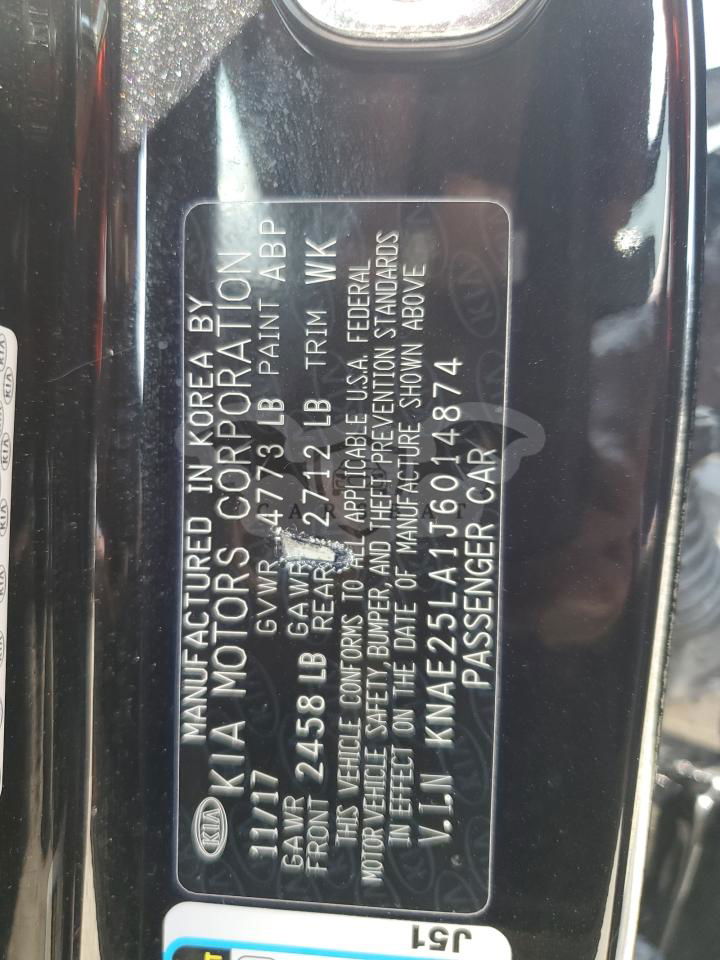 MANUFACTURED IN KOREA BY
KIA KIA MOTORS CORPORATION
11/17 GVWR 4773 LB PAINT ABP
GAWR FRONT 2458 LB GAWR REAR 2712 LB TRIM WK
THIS VEHICLE CONFORMS TO ALL APPLICABLE U.S.A. FEDERAL
MOTOR VEHICLE SAFETY, BUMPER, AND THEFT PREVENTION STANDARDS
IN EFFECT ON THE DATE OF MANUFACTURE SHOWN ABOVE
V.I.N KNAE25LA1J6014874
PASSENGER CAR
J51